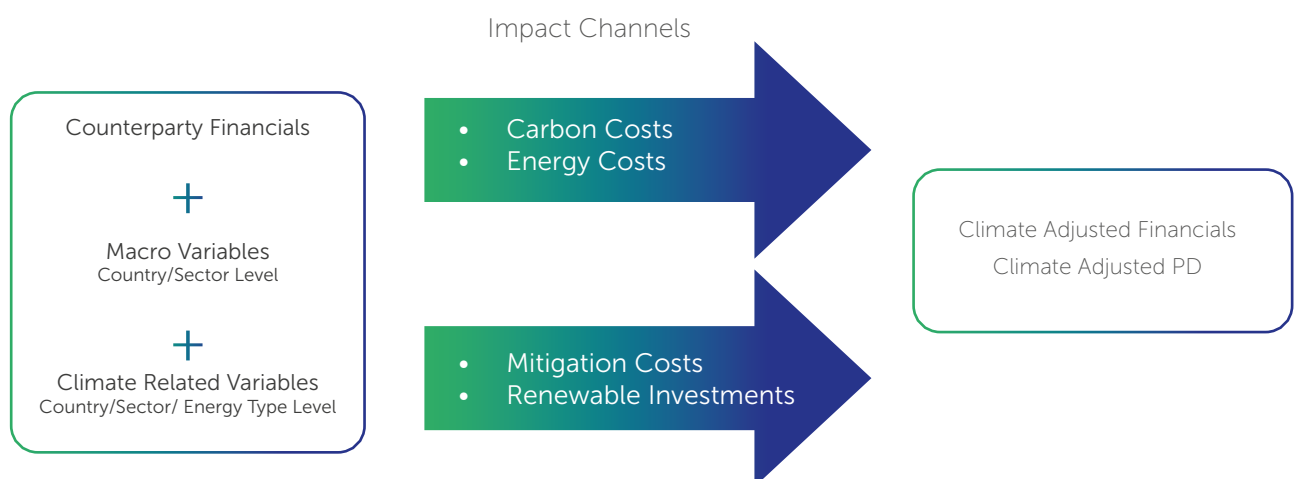 Impact Channels
Counterparty Financials
+
Macro Variables
Country/Sector Level
+
Climate Related Variables
Country/Sector/ Energy Type Level
• Carbon Costs
• Energy Costs
• Mitigation Costs
• Renewable Investments
Climate Adjusted Financials
Climate Adjusted PD